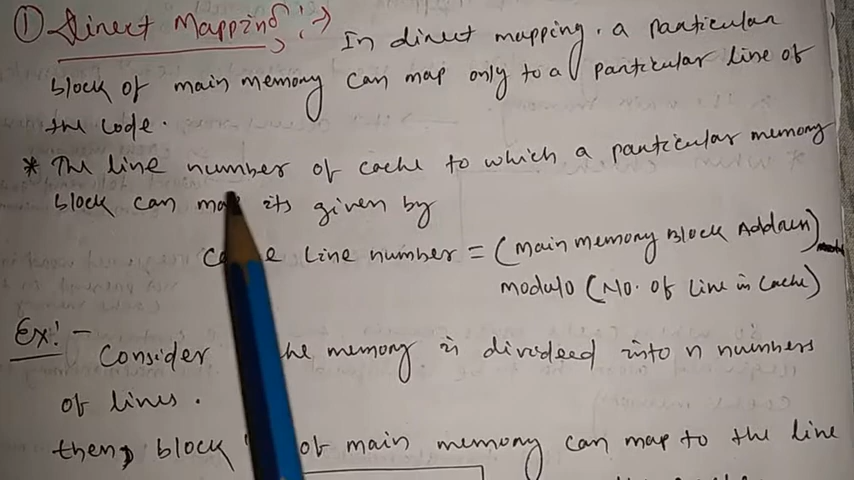 ① Direct Mapping :→ In direct mapping, a particular
block of main memory can map only to a particular line of
the code.
* The line number of cache to which a particular memory
block can map its given by
Line number = (Main Memory Block Address)
modulo (No. of Line in Cache)
Ex! -
Consider the memory is divideed into n numbers
of lines.
then, block of main memory can map to the line